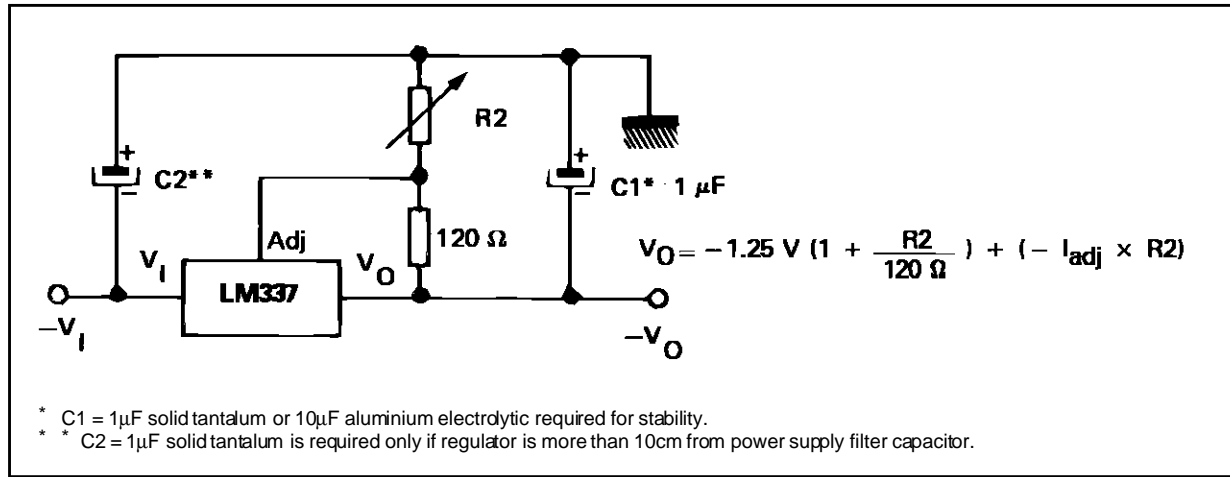 R2
+
C2**
−
+
C1* 1 μF
−
120 Ω
Adj
V_I
V_O
LM337
−V_I
−V_O
V_O = −1.25 V (1 + R2 / 120 Ω) + (− I_adj × R2)
* C1 = 1μF solid tantalum or 10μF aluminium electrolytic required for stability.
* * C2 = 1μF solid tantalum is required only if regulator is more than 10cm from power supply filter capacitor.